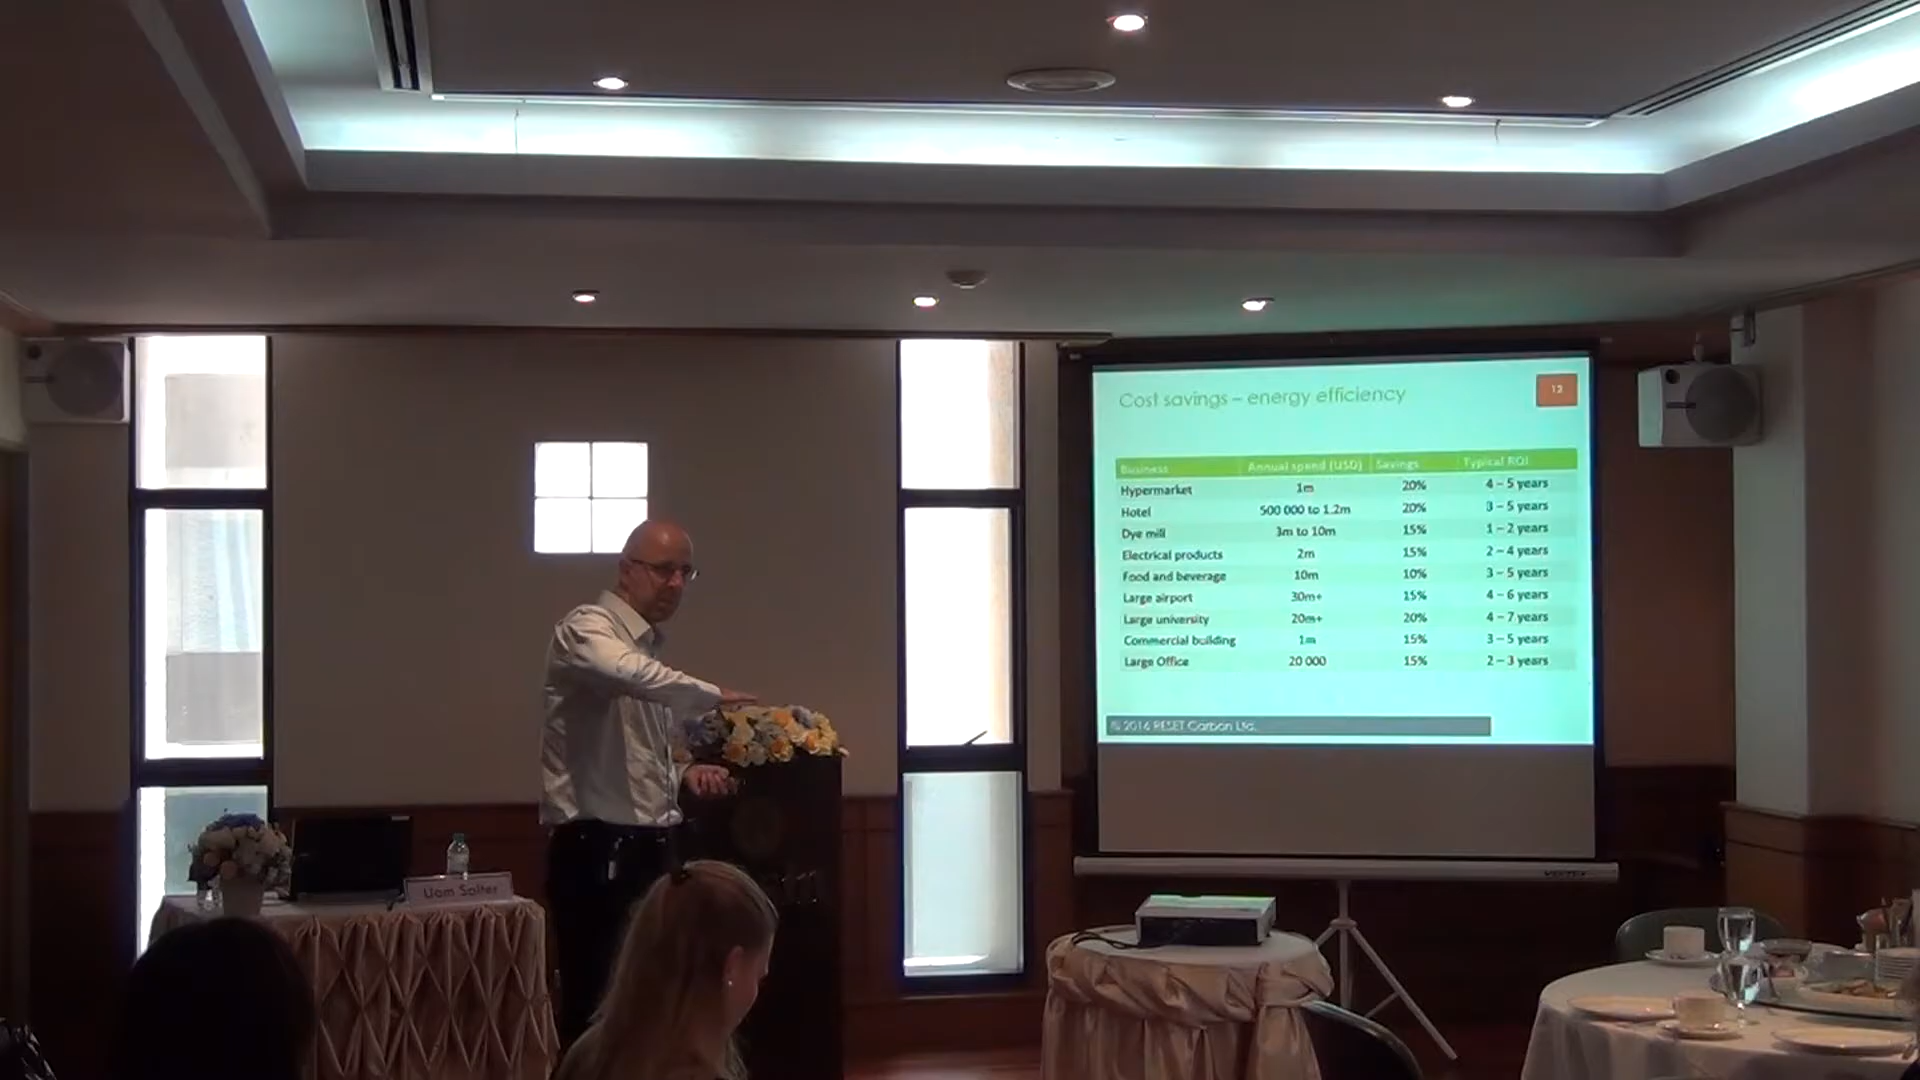 Cost savings – energy efficiency
12
Business Annual spend (USD) Savings Typical ROI
Hypermarket 1m 20% 4 – 5 years
Hotel 500 000 to 1.2m 20% 3 – 5 years
Dye mill 3m to 10m 15% 1 – 2 years
Electrical products 2m 15% 2 – 4 years
Food and beverage 10m 10% 3 – 5 years
Large airport 30m+ 15% 4 – 6 years
Large university 20m+ 20% 4 – 7 years
Commercial building 1m 15% 3 – 5 years
Large Office 20 000 15% 2 – 3 years
© 2016 RESET Carbon Ltd.
Liam Salter